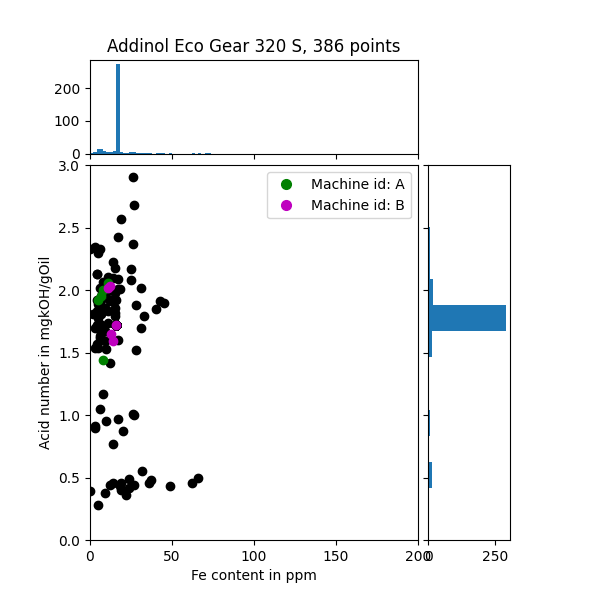 Addinol Eco Gear 320 S, 386 points
200
100
0
3.0
2.5
2.0
1.5
1.0
0.5
0.0
Acid number in mgkOH/gOil
Machine id: A
Machine id: B
0 50 100 150 200
0 250
Fe content in ppm